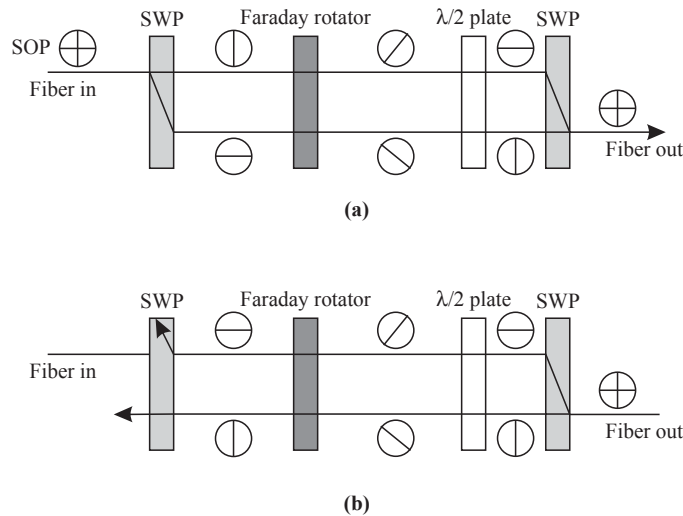 SWP Faraday rotator λ/2 plate SWP
SOP
Fiber in
Fiber out
(a)
SWP Faraday rotator λ/2 plate SWP
Fiber in
Fiber out
(b)